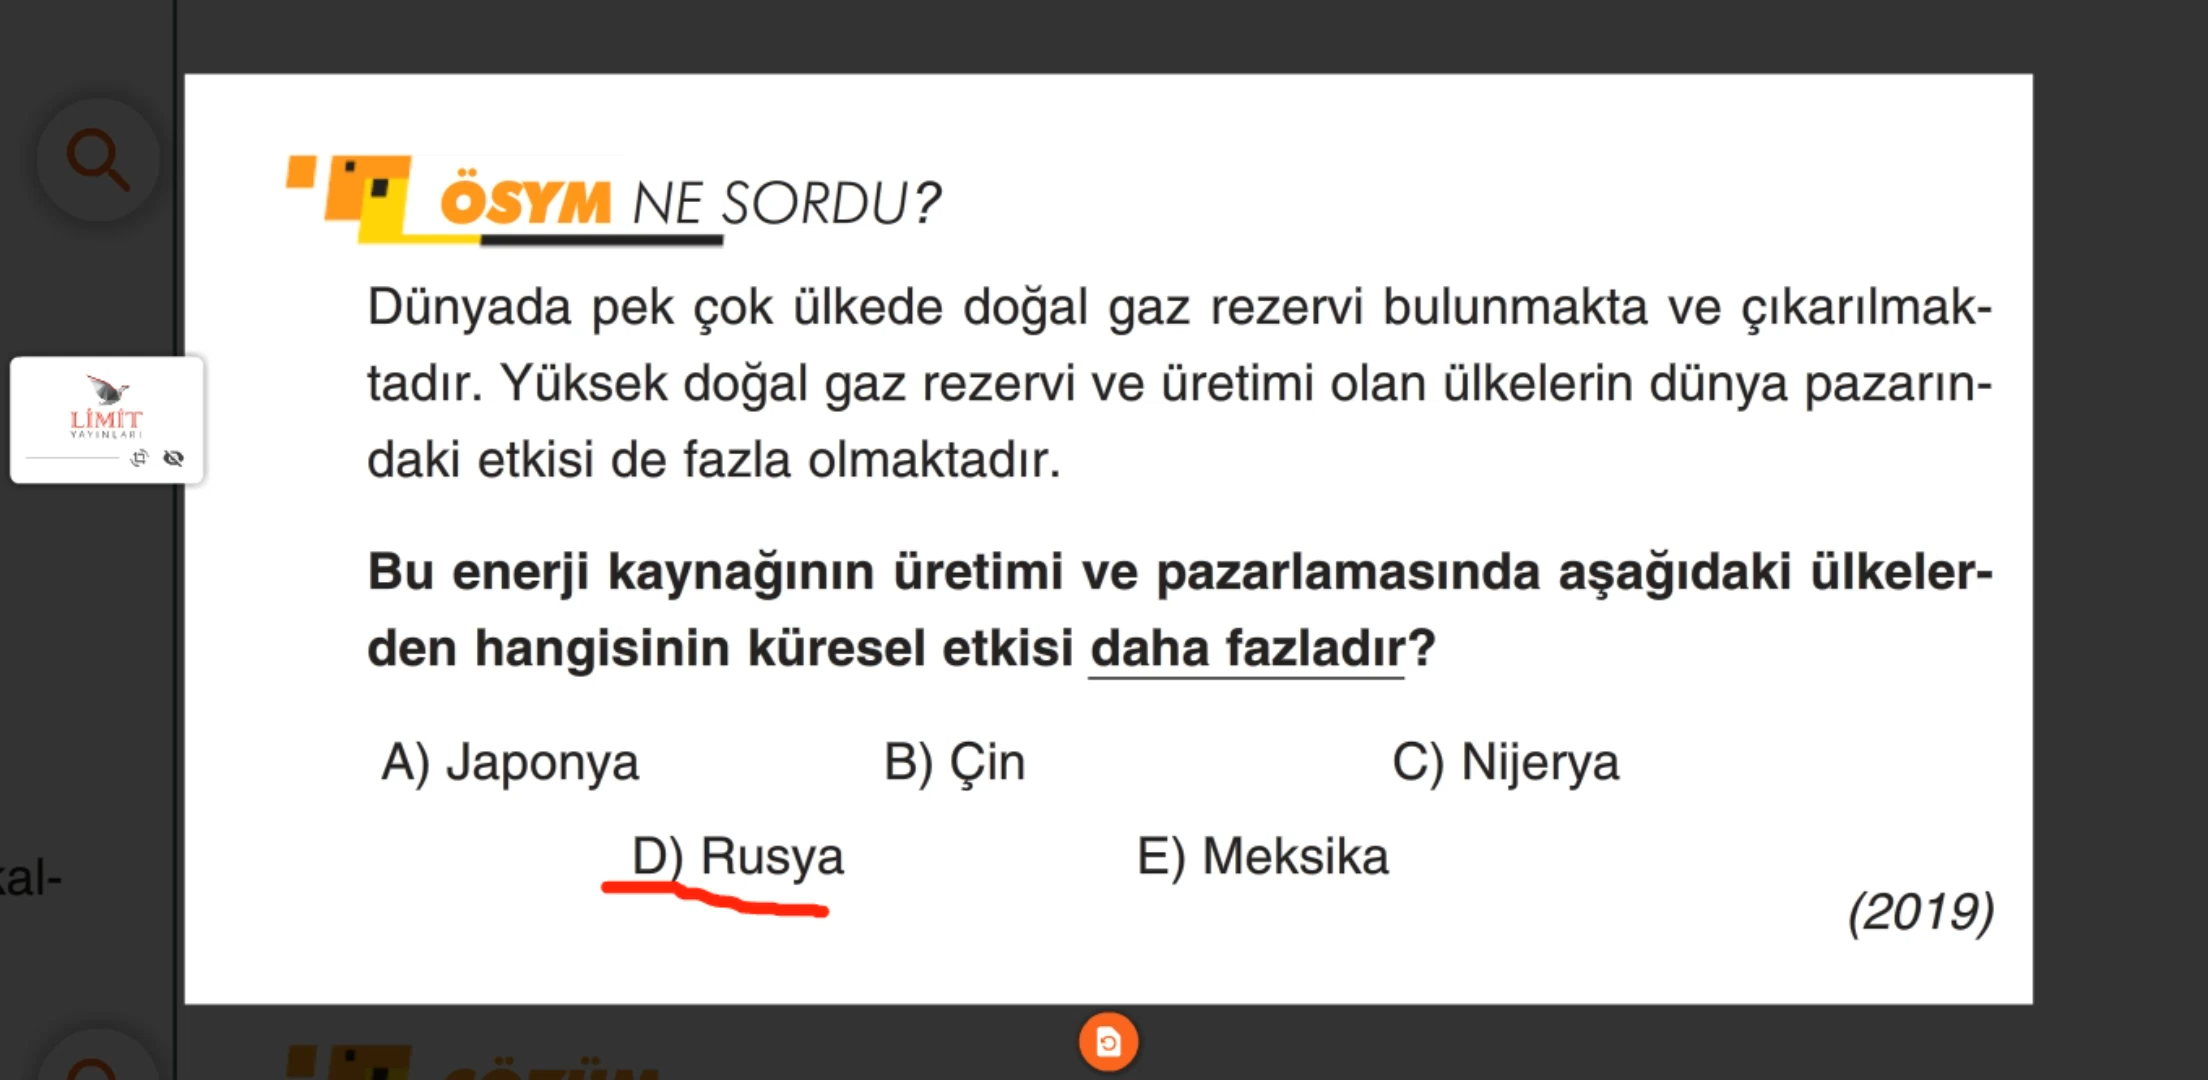 ÖSYM NE SORDU?
Dünyada pek çok ülkede doğal gaz rezervi bulunmakta ve çıkarılmak-
tadır. Yüksek doğal gaz rezervi ve üretimi olan ülkelerin dünya pazarın-
daki etkisi de fazla olmaktadır.
LİMİT
YAYINLARI
Bu enerji kaynağının üretimi ve pazarlamasında aşağıdaki ülkeler-
den hangisinin küresel etkisi daha fazladır?
A) Japonya B) Çin C) Nijerya
D) Rusya E) Meksika
kal-
(2019)
ÇÖZÜM